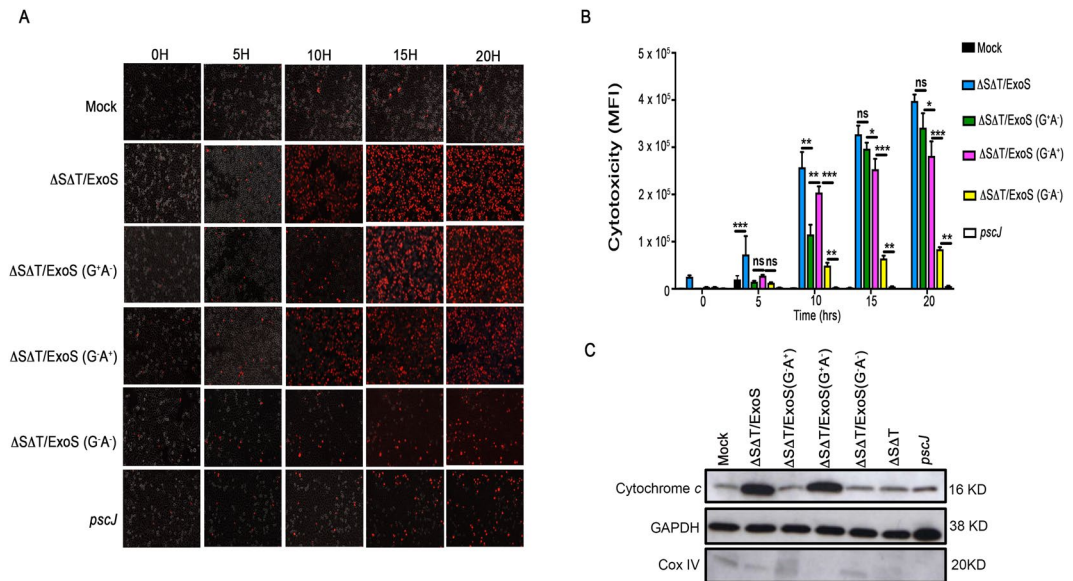 A
0H 5H 10H 15H 20H
Mock
ΔSΔT/ExoS
ΔSΔT/ExoS (G⁺A⁻)
ΔSΔT/ExoS (G⁻A⁺)
ΔSΔT/ExoS (G⁻A⁻)
pscJ
B
Cytotoxicity (MFI)
5 x 10⁵
4 x 10⁵
3 x 10⁵
2 x 10⁵
1 x 10⁵
0
*** ns ns
** ** *** ** 
ns * *** **
ns * *** **
0 5 10 15 20
Time (hrs)
Mock
ΔSΔT/ExoS
ΔSΔT/ExoS (G⁺A⁻)
ΔSΔT/ExoS (G⁻A⁺)
ΔSΔT/ExoS (G⁻A⁻)
pscJ
C
Mock
ΔSΔT/ExoS
ΔSΔT/ExoS(G⁻A⁺)
ΔSΔT/ExoS(G⁺A⁻)
ΔSΔT/ExoS(G⁻A⁻)
ΔSΔT
pscJ
Cytochrome c 16 KD
GAPDH 38 KD
Cox IV 20KD